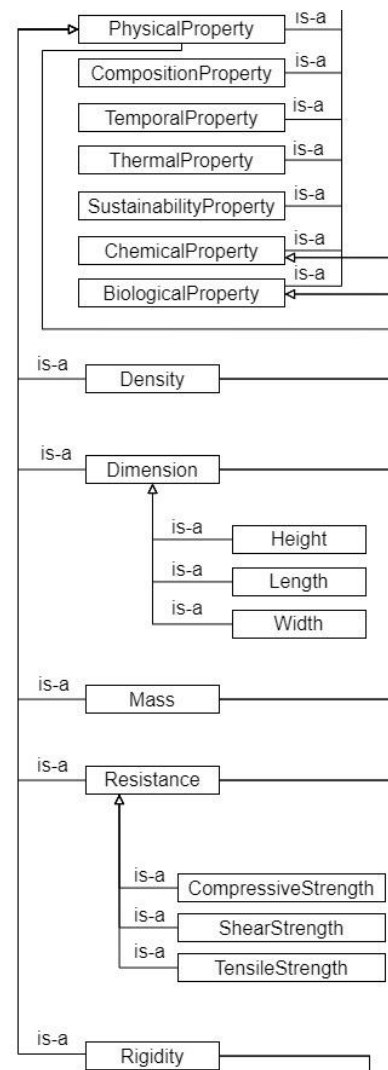 PhysicalProperty
is-a
CompositionProperty
is-a
TemporalProperty
is-a
ThermalProperty
is-a
SustainabilityProperty
is-a
ChemicalProperty
is-a
BiologicalProperty
is-a
is-a
Density
is-a
Dimension
is-a
Height
is-a
Length
is-a
Width
is-a
Mass
is-a
Resistance
is-a
CompressiveStrength
is-a
ShearStrength
is-a
TensileStrength
is-a
Rigidity